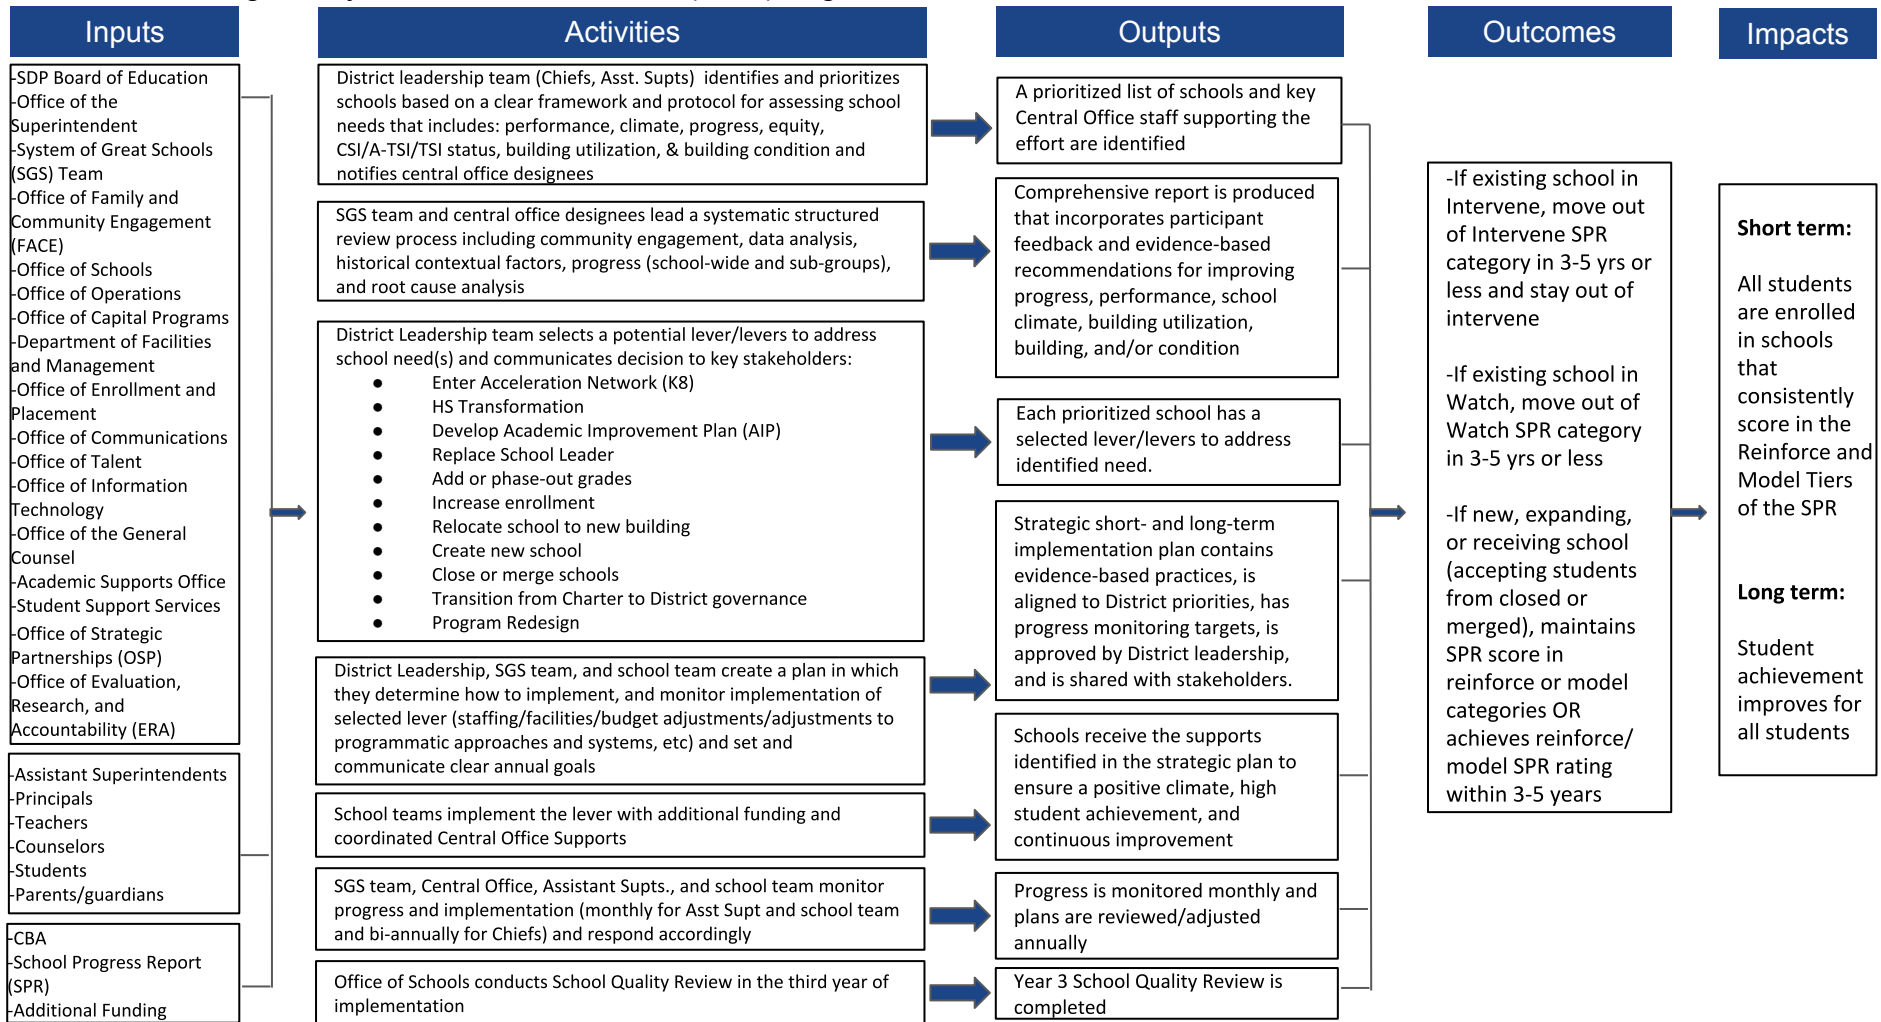 Inputs
-SDP Board of Education
-Office of the
Superintendent
-System of Great Schools
(SGS) Team
-Office of Family and
Community Engagement
(FACE)
-Office of Schools
-Office of Operations
-Office of Capital Programs
-Department of Facilities
and Management
-Office of Enrollment and
Placement
-Office of Communications
-Office of Talent
-Office of Information
Technology
-Office of the General
Counsel
-Academic Supports Office
-Student Support Services
-Office of Strategic
Partnerships (OSP)
-Office of Evaluation,
Research, and
Accountability (ERA)
-Assistant Superintendents
-Principals
-Teachers
-Counselors
-Students
-Parents/guardians
-CBA
-School Progress Report
(SPR)
-Additional Funding
Activities
District leadership team (Chiefs, Asst. Supts) identifies and prioritizes
schools based on a clear framework and protocol for assessing school
needs that includes: performance, climate, progress, equity,
CSI/A-TSI/TSI status, building utilization, & building condition and
notifies central office designees
SGS team and central office designees lead a systematic structured
review process including community engagement, data analysis,
historical contextual factors, progress (school-wide and sub-groups),
and root cause analysis
District Leadership team selects a potential lever/levers to address
school need(s) and communicates decision to key stakeholders:
● Enter Acceleration Network (K8)
● HS Transformation
● Develop Academic Improvement Plan (AIP)
● Replace School Leader
● Add or phase-out grades
● Increase enrollment
● Relocate school to new building
● Create new school
● Close or merge schools
● Transition from Charter to District governance
● Program Redesign
District Leadership, SGS team, and school team create a plan in which
they determine how to implement, and monitor implementation of
selected lever (staffing/facilities/budget adjustments/adjustments to
programmatic approaches and systems, etc) and set and
communicate clear annual goals
School teams implement the lever with additional funding and
coordinated Central Office Supports
SGS team, Central Office, Assistant Supts., and school team monitor
progress and implementation (monthly for Asst Supt and school team
and bi-annually for Chiefs) and respond accordingly
Office of Schools conducts School Quality Review in the third year of
implementation
Outputs
A prioritized list of schools and key
Central Office staff supporting the
effort are identified
Comprehensive report is produced
that incorporates participant
feedback and evidence-based
recommendations for improving
progress, performance, school
climate, building utilization,
building, and/or condition
Each prioritized school has a
selected lever/levers to address
identified need.
Strategic short- and long-term
implementation plan contains
evidence-based practices, is
aligned to District priorities, has
progress monitoring targets, is
approved by District leadership,
and is shared with stakeholders.
Schools receive the supports
identified in the strategic plan to
ensure a positive climate, high
student achievement, and
continuous improvement
Progress is monitored monthly and
plans are reviewed/adjusted
annually
Year 3 School Quality Review is
completed
Outcomes
-If existing school in
Intervene, move out
of Intervene SPR
category in 3-5 yrs or
less and stay out of
intervene
-If existing school in
Watch, move out of
Watch SPR category
in 3-5 yrs or less
-If new, expanding,
or receiving school
(accepting students
from closed or
merged), maintains
SPR score in
reinforce or model
categories OR
achieves reinforce/
model SPR rating
within 3-5 years
Impacts
Short term:
All students
are enrolled
in schools
that
consistently
score in the
Reinforce and
Model Tiers
of the SPR
Long term:
Student
achievement
improves for
all students